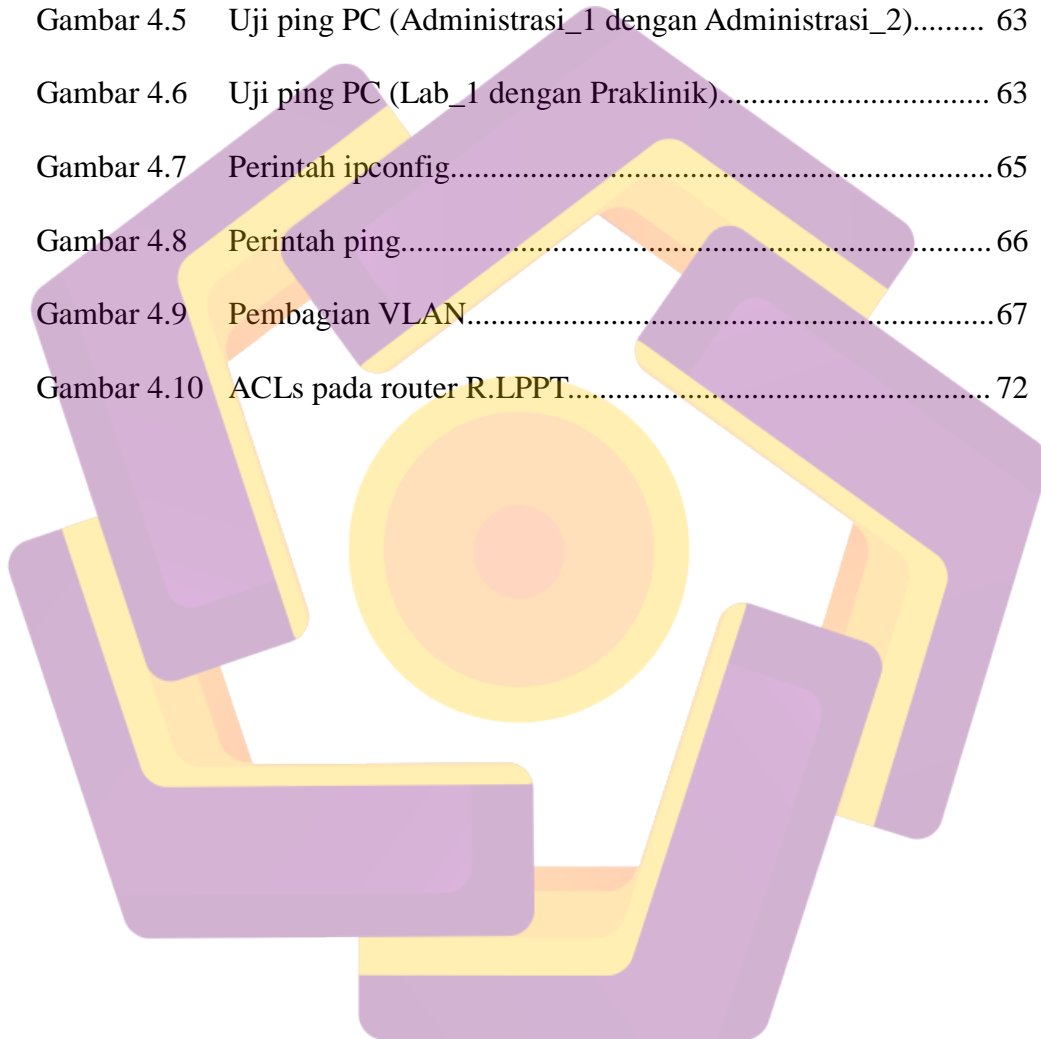 Gambar 4.5 Uji ping PC (Administrasi_1 dengan Administrasi_2)......... 63
Gambar 4.6 Uji ping PC (Lab_1 dengan Praklinik)................................. 63
Gambar 4.7 Perintah ipconfig.................................................................. 65
Gambar 4.8 Perintah ping........................................................................ 66
Gambar 4.9 Pembagian VLAN................................................................ 67
Gambar 4.10 ACLs pada router R.LPPT................................................... 72